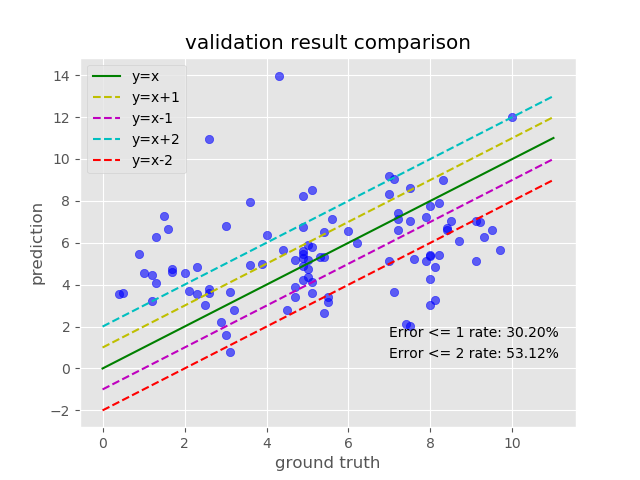 validation result comparison
y=x
y=x+1
y=x-1
y=x+2
y=x-2
14
12
10
8
6
4
2
0
−2
prediction
Error <= 1 rate: 30.20%
Error <= 2 rate: 53.12%
0 2 4 6 8 10
ground truth